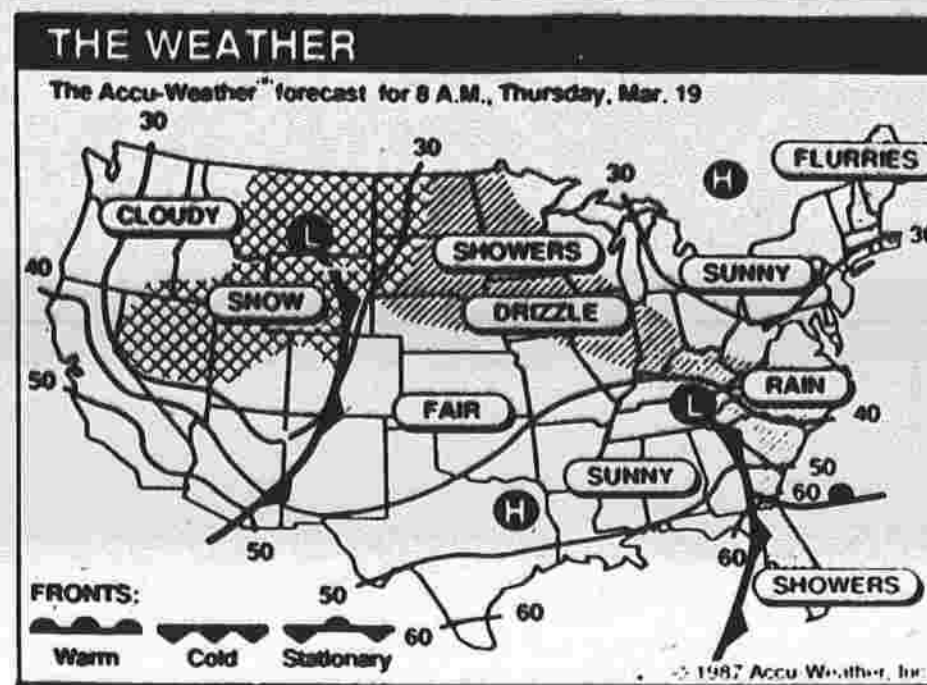 THE WEATHER
The Accu-Weather™ forecast for 8 A.M., Thursday, Mar. 19
30
30
30
H
FLURRIES
CLOUDY
L
SHOWERS
SUNNY
30
40
SNOW
DRIZZLE
50
FAIR
L
RAIN
40
SUNNY
50
60
H
50
60
SHOWERS
FRONTS:
50
60
60
Warm
Cold
Stationary
© 1987 Accu-Weather, Inc